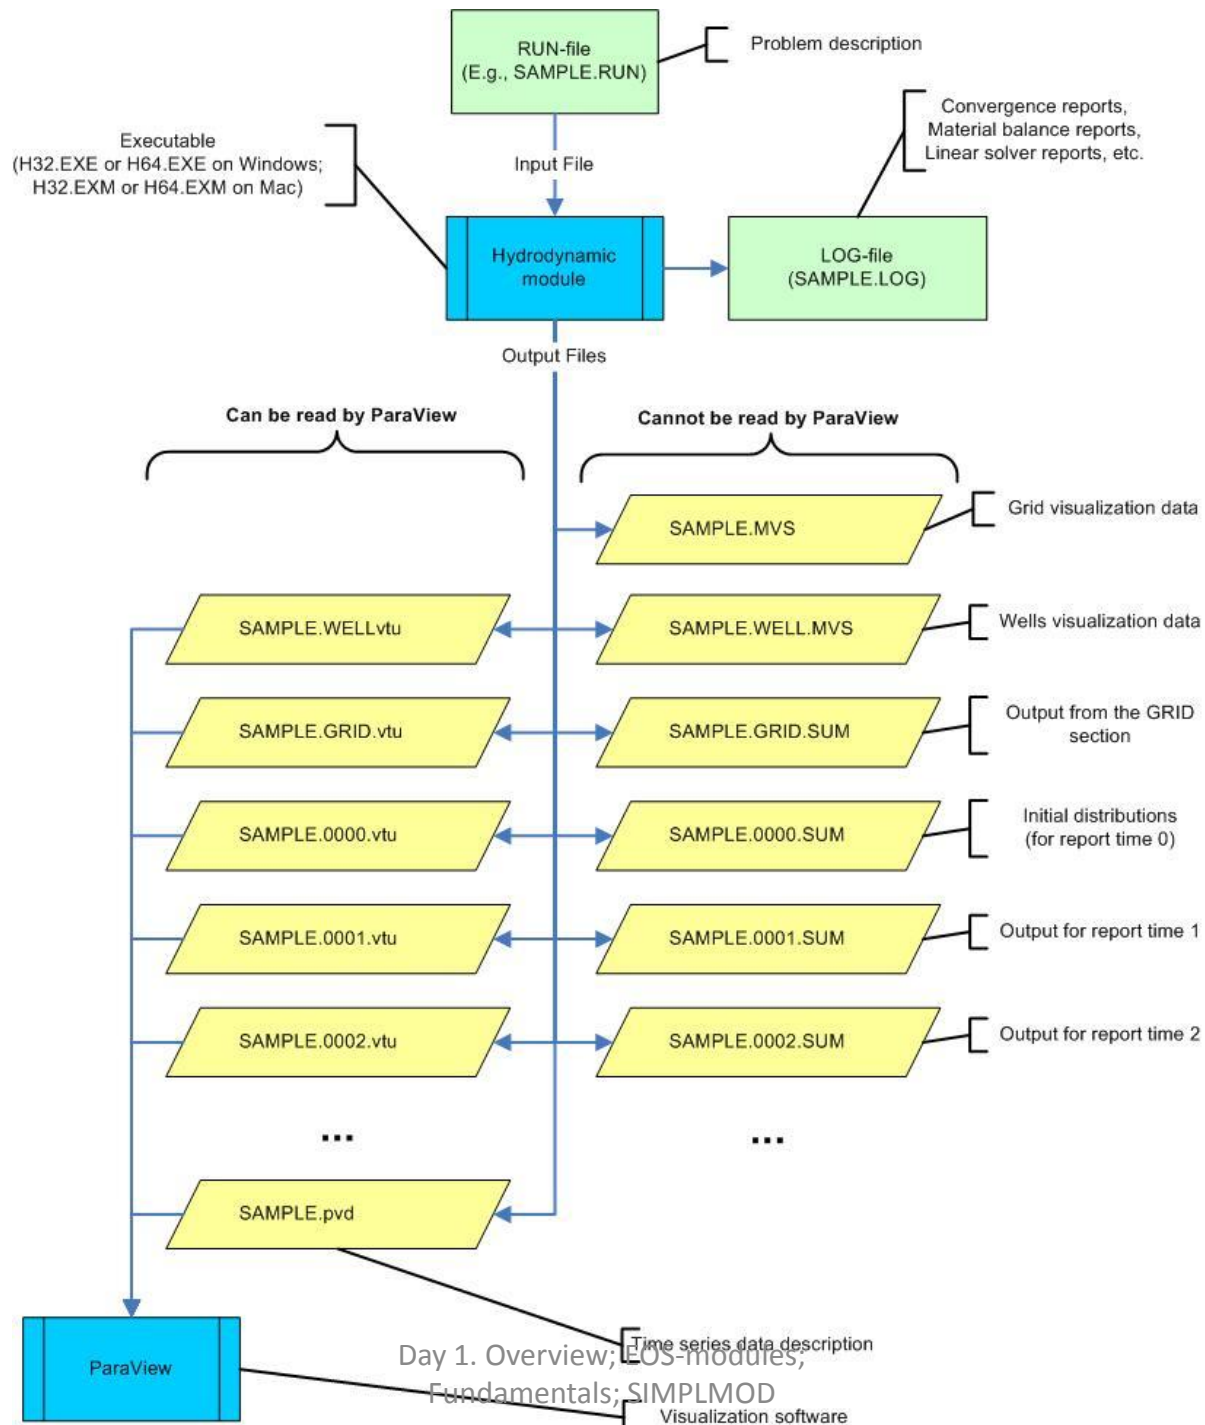 RUN-file
(E.g., SAMPLE.RUN)
Problem description
Convergence reports,
Material balance reports,
Linear solver reports, etc.
Executable
(H32.EXE or H64.EXE on Windows;
H32.EXM or H64.EXM on Mac)
Input File
Hydrodynamic
module
LOG-file
(SAMPLE.LOG)
Output Files
Can be read by ParaView
Cannot be read by ParaView
SAMPLE.MVS
Grid visualization data
SAMPLE.WELL.vtu
SAMPLE.WELL.MVS
Wells visualization data
SAMPLE.GRID.vtu
SAMPLE.GRID.SUM
Output from the GRID
section
SAMPLE.0000.vtu
SAMPLE.0000.SUM
Initial distributions
(for report time 0)
SAMPLE.0001.vtu
SAMPLE.0001.SUM
Output for report time 1
SAMPLE.0002.vtu
SAMPLE.0002.SUM
Output for report time 2
...
...
SAMPLE.pvd
Time series data description
ParaView
Day 1. Overview; EOS-modules;
Fundamentals; SIMPLMOD
Visualization software